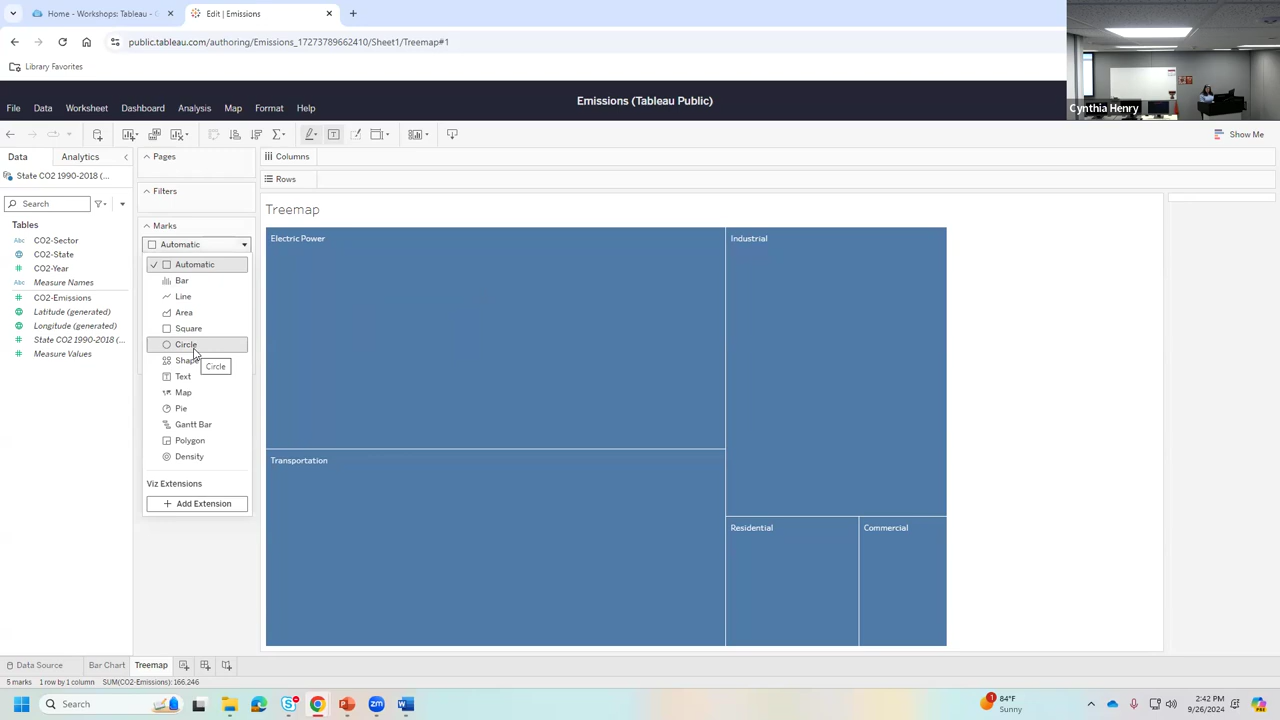 Home - Workshops: Tableau -
Edit | Emissions
public.tableau.com/authoring/Emissions_17273789662410/Sheet1/Treemap#1
Library Favorites
Cynthia Henry
File Data Worksheet Dashboard Analysis Map Format Help
Emissions (Tableau Public)
Show Me
Data Analytics
Pages
Columns
State CO2 1990-2018 (...
Rows
Filters
Search
Treemap
Tables
Marks
Abc CO2-Sector
Automatic
CO2-State
CO2-Year
Abc Measure Names
CO2-Emissions
Latitude (generated)
Longitude (generated)
State CO2 1990-2018 (...
Measure Values
Automatic
Bar
Line
Area
Square
Circle
Shape
Circle
Text
Map
Pie
Gantt Bar
Polygon
Density
Viz Extensions
+ Add Extension
Electric Power
Industrial
Transportation
Residential
Commercial
Data Source Bar Chart Treemap
5 marks 1 row by 1 column SUM(CO2-Emissions): 166,246
Search
84°F
Sunny
2:42 PM
9/26/2024